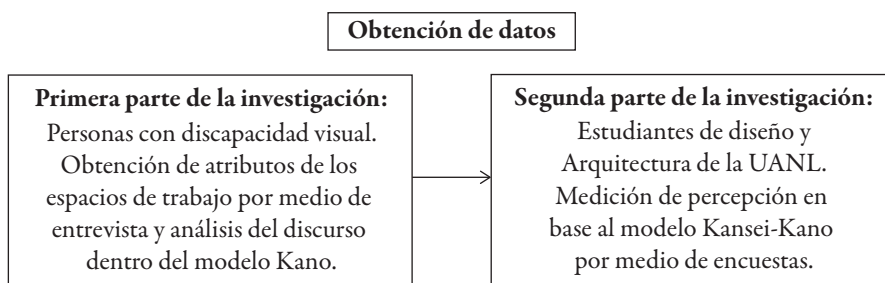 Obtención de datos
Primera parte de la investigación:
Personas con discapacidad visual.
Obtención de atributos de los
espacios de trabajo por medio de
entrevista y análisis del discurso
dentro del modelo Kano.
Segunda parte de la investigación:
Estudiantes de diseño y
Arquitectura de la UANL.
Medición de percepción en
base al modelo Kansei-Kano
por medio de encuestas.